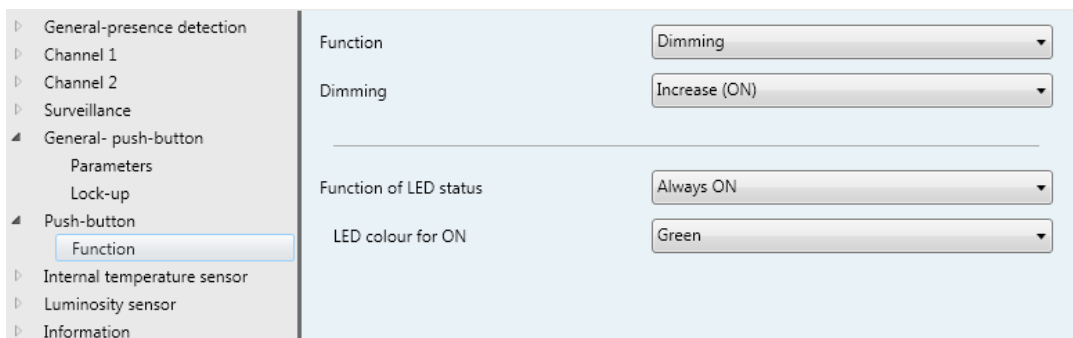 General-presence detection
Channel 1
Channel 2
Surveillance
General- push-button
Parameters
Lock-up
Push-button
Function
Internal temperature sensor
Luminosity sensor
Information
Function Dimming
Dimming Increase (ON)
Function of LED status Always ON
LED colour for ON Green